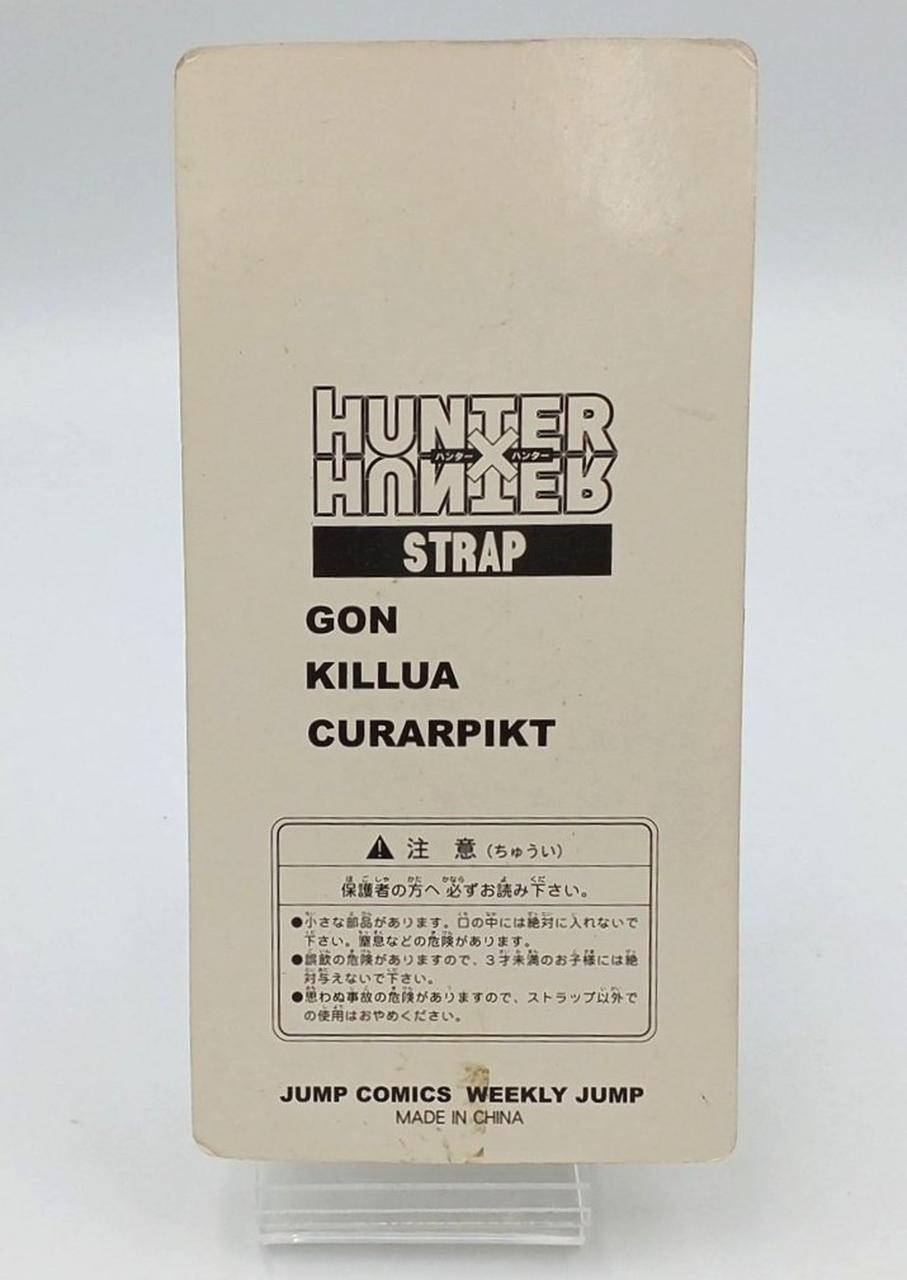 HUNTER
ハンター×ハンター
HUNTER
STRAP
GON
KILLUA
CURARPIKT
注 意 (ちゅうい)
保護者の方へ 必ずお読み下さい。
●小さな部品があります。口の中には絶対に入れないで
下さい。窒息などの危険があります。
●誤飲の危険がありますので、3才未満のお子様には絶
対与えないで下さい。
●思わぬ事故の危険がありますので、ストラップ以外で
の使用はおやめください。
JUMP COMICS WEEKLY JUMP
MADE IN CHINA